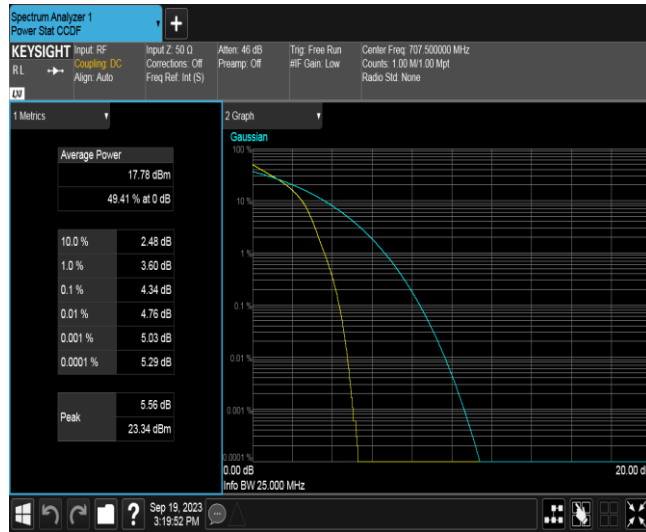 Spectrum Analyzer 1
Power Stat CCDF
+
KEYSIGHT
RL
LXI
Input: RF
Coupling: DC
Align: Auto
Input Z: 50 Ω
Corrections: Off
Freq Ref: Int (S)
Atten: 46 dB
Preamp: Off
Trig: Free Run
#IF Gain: Low
Center Freq: 707.500000 MHz
Counts: 1.00 M/1.00 Mpt
Radio Std: None
1 Metrics
Average Power
17.78 dBm
49.41 % at 0 dB
10.0 % 2.48 dB
1.0 % 3.60 dB
0.1 % 4.34 dB
0.01 % 4.76 dB
0.001 % 5.03 dB
0.0001 % 5.29 dB
Peak
5.56 dB
23.34 dBm
2 Graph
Gaussian
100 %
10 %
1 %
0.1 %
0.01 %
0.001 %
0.0001 %
0.00 dB
20.00 d
Info BW 25.000 MHz
?
Sep 19, 2023
3:19:52 PM